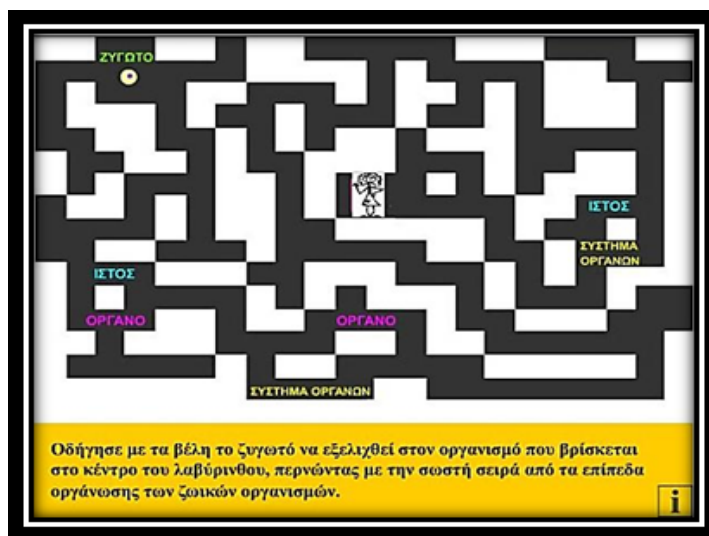 ΖΥΓΩΤΟ
ΙΣΤΟΣ
ΣΥΣΤΗΜΑ
ΟΡΓΑΝΩΝ
ΙΣΤΟΣ
ΟΡΓΑΝΟ
ΟΡΓΑΝΟ
ΣΥΣΤΗΜΑ ΟΡΓΑΝΩΝ
Οδήγησε με τα βέλη το ζυγωτό να εξελιχθεί στον οργανισμό που βρίσκεται
στο κέντρο του λαβύρινθου, περνώντας με την σωστή σειρά από τα επίπεδα
οργάνωσης των ζωικών οργανισμών.
i